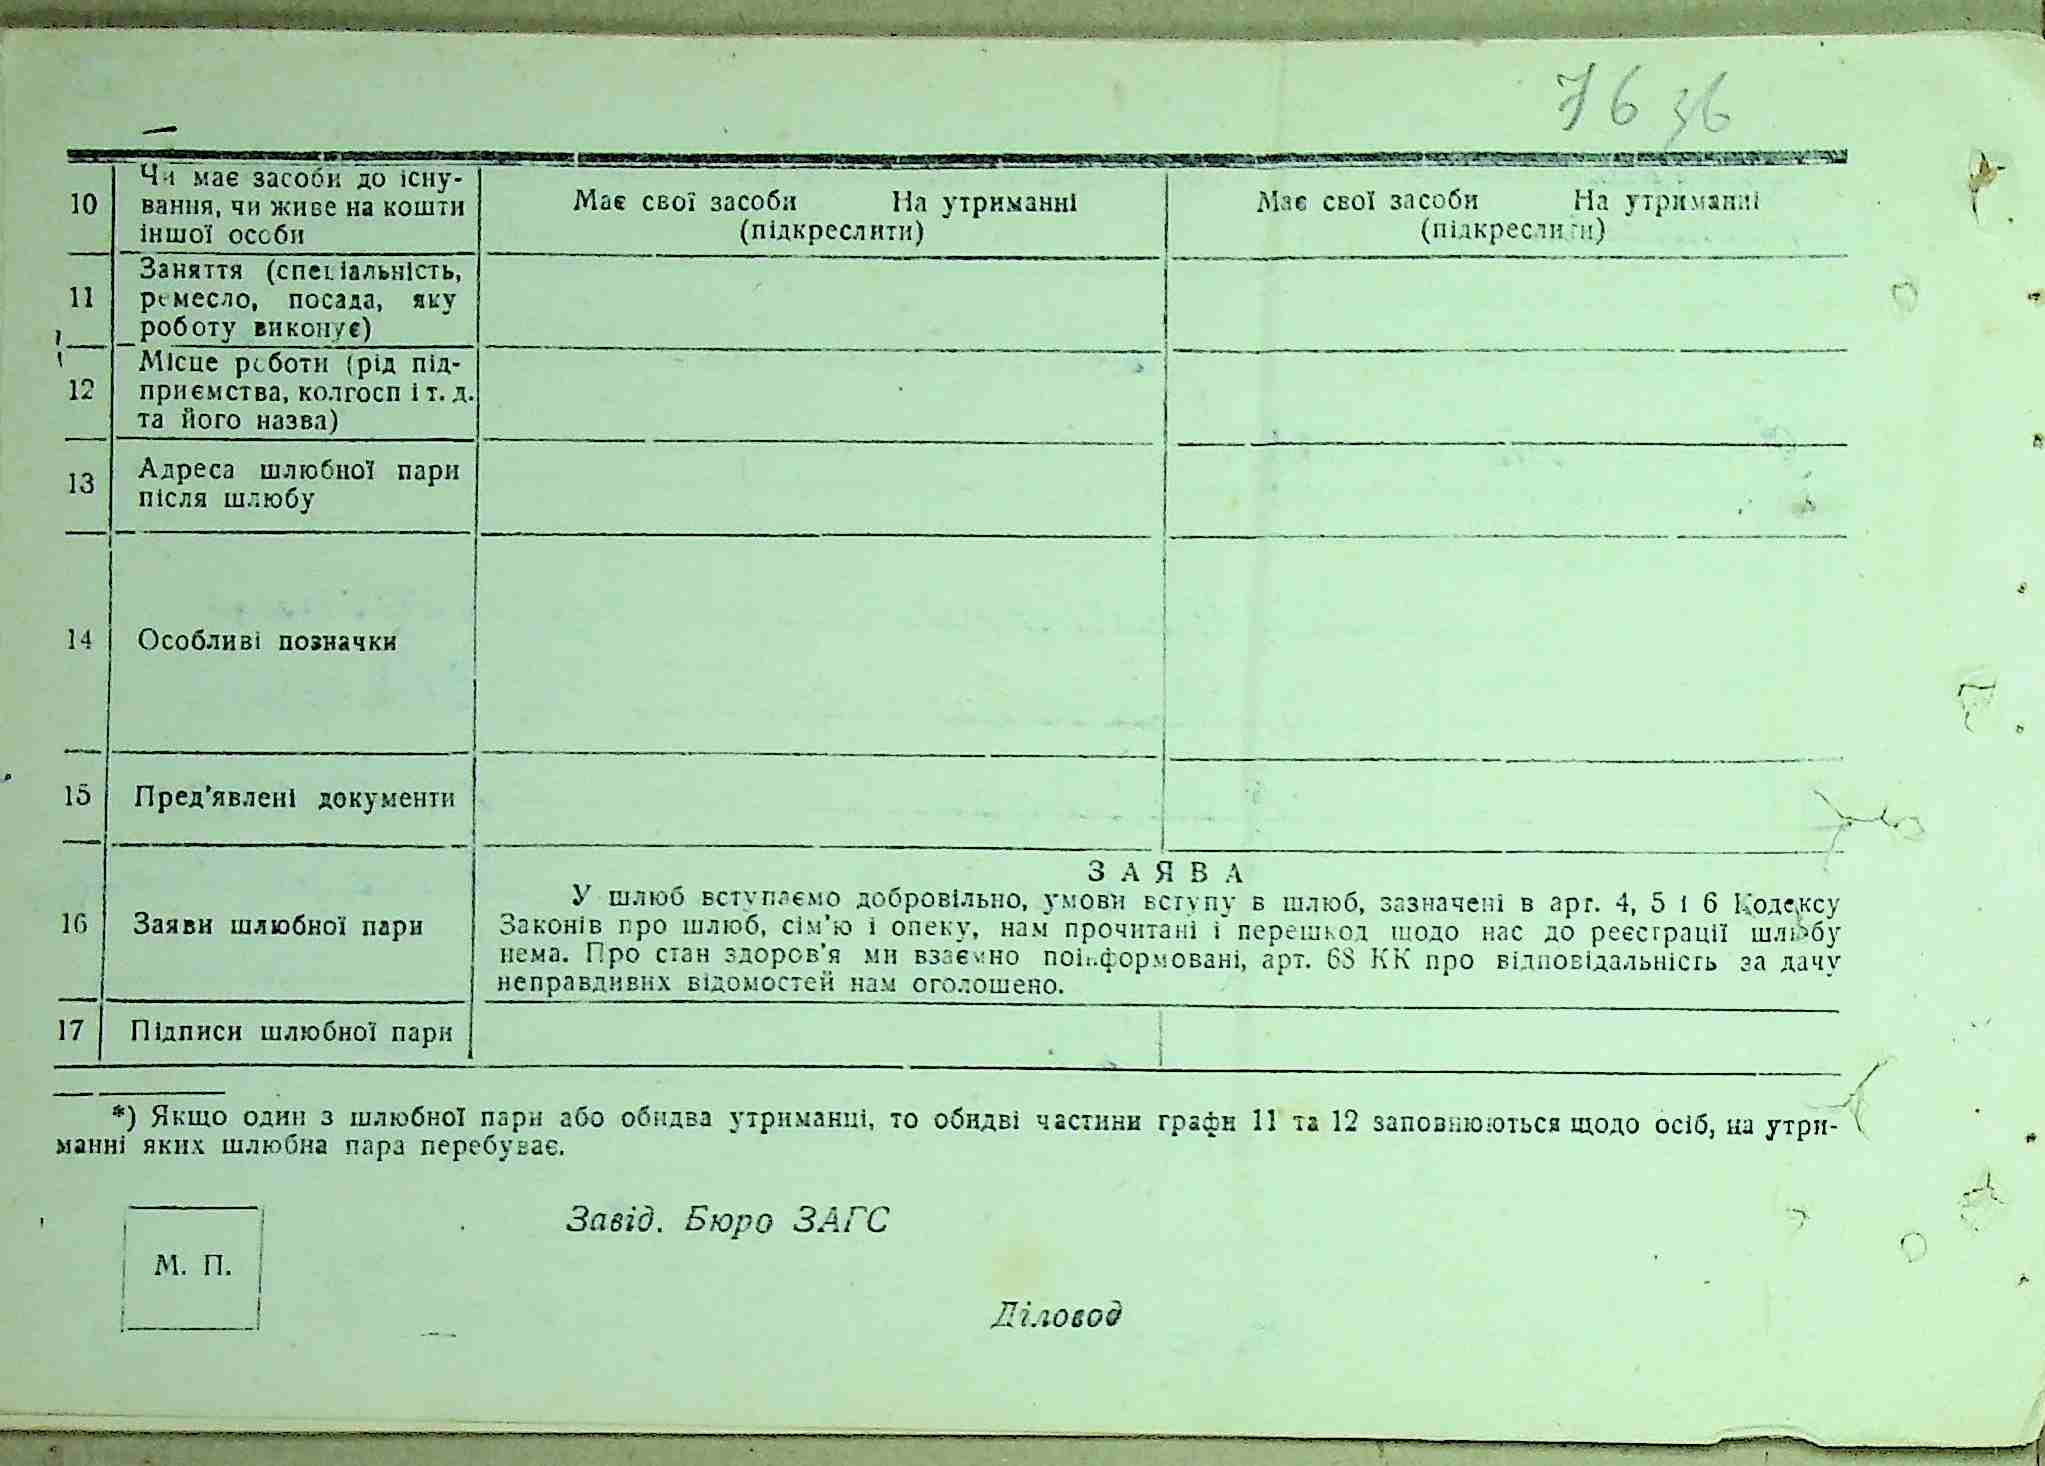 76 зв
10
Чи має засоби до існу-
вання, чи живе на кошти
іншої особи
Має свої засоби На утриманні
(підкреслити)
Має свої засоби На утриманні
(підкреслити)
11
Заняття (спеціальність,
ремесло, посада, яку
роботу виконує)
12
Місце роботи (рід під-
приємства, колгосп і т. д.
та його назва)
13
Адреса шлюбної пари
після шлюбу
14
Особливі позначки
15
Пред'явлені документи
16
Заяви шлюбної пари
ЗАЯВА
У шлюб вступаємо добровільно, умови вступу в шлюб, зазначені в арт. 4, 5 і 6 Кодексу
Законів про шлюб, сім'ю і опеку, нам прочитані і перешкод щодо нас до реєстрації шлюбу
нема. Про стан здоров'я ми взаємно поінформовані, арт. 68 КК про відповідальність за дачу
неправдивих відомостей нам оголошено.
17
Підписи шлюбної пари
*) Якщо один з шлюбної пари або обидва утриманці, то обидві частини графи 11 та 12 заповнюються щодо осіб, на утри-
манні яких шлюбна пара перебуває.
Завід. Бюро ЗАГС
М. П.
Діловод